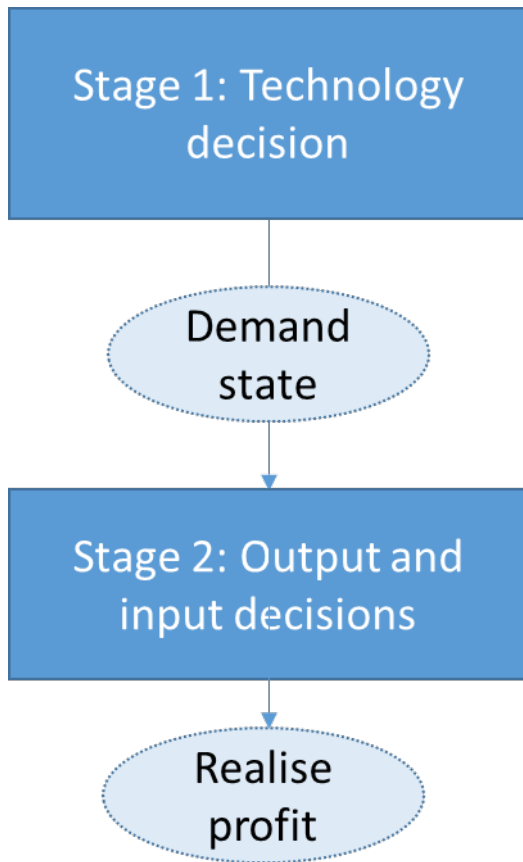 Stage 1: Technology
decision
Demand
state
Stage 2: Output and
input decisions
Realise
profit